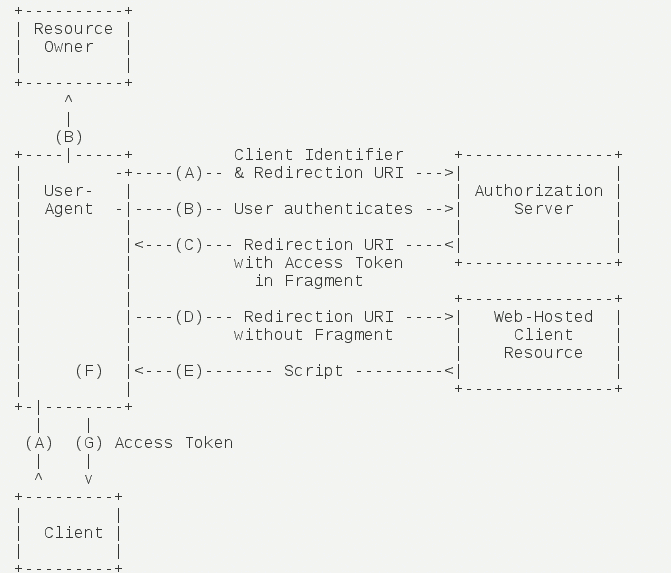 +----------+
| Resource |
|  Owner   |
|          |
+----------+
     ^
     |
    (B)
+----|-----+          Client Identifier     +---------------+
|         -+----(A)-- & Redirection URI --->|               |
|  User-   |                                | Authorization |
|  Agent  -|----(B)-- User authenticates -->|     Server    |
|          |                                |               |
|          |<---(C)--- Redirection URI ----<|               |
|          |          with Access Token     +---------------+
|          |            in Fragment
|          |                                +---------------+
|          |----(D)--- Redirection URI ---->|   Web-Hosted  |
|          |          without Fragment      |     Client    |
|          |                                |    Resource   |
|     (F)  |<---(E)------- Script ---------<|               |
|          |                                +---------------+
+-|--------+
  |    |
 (A)  (G) Access Token
  |    |
  ^    v
+---------+
|         |
|  Client |
|         |
+---------+